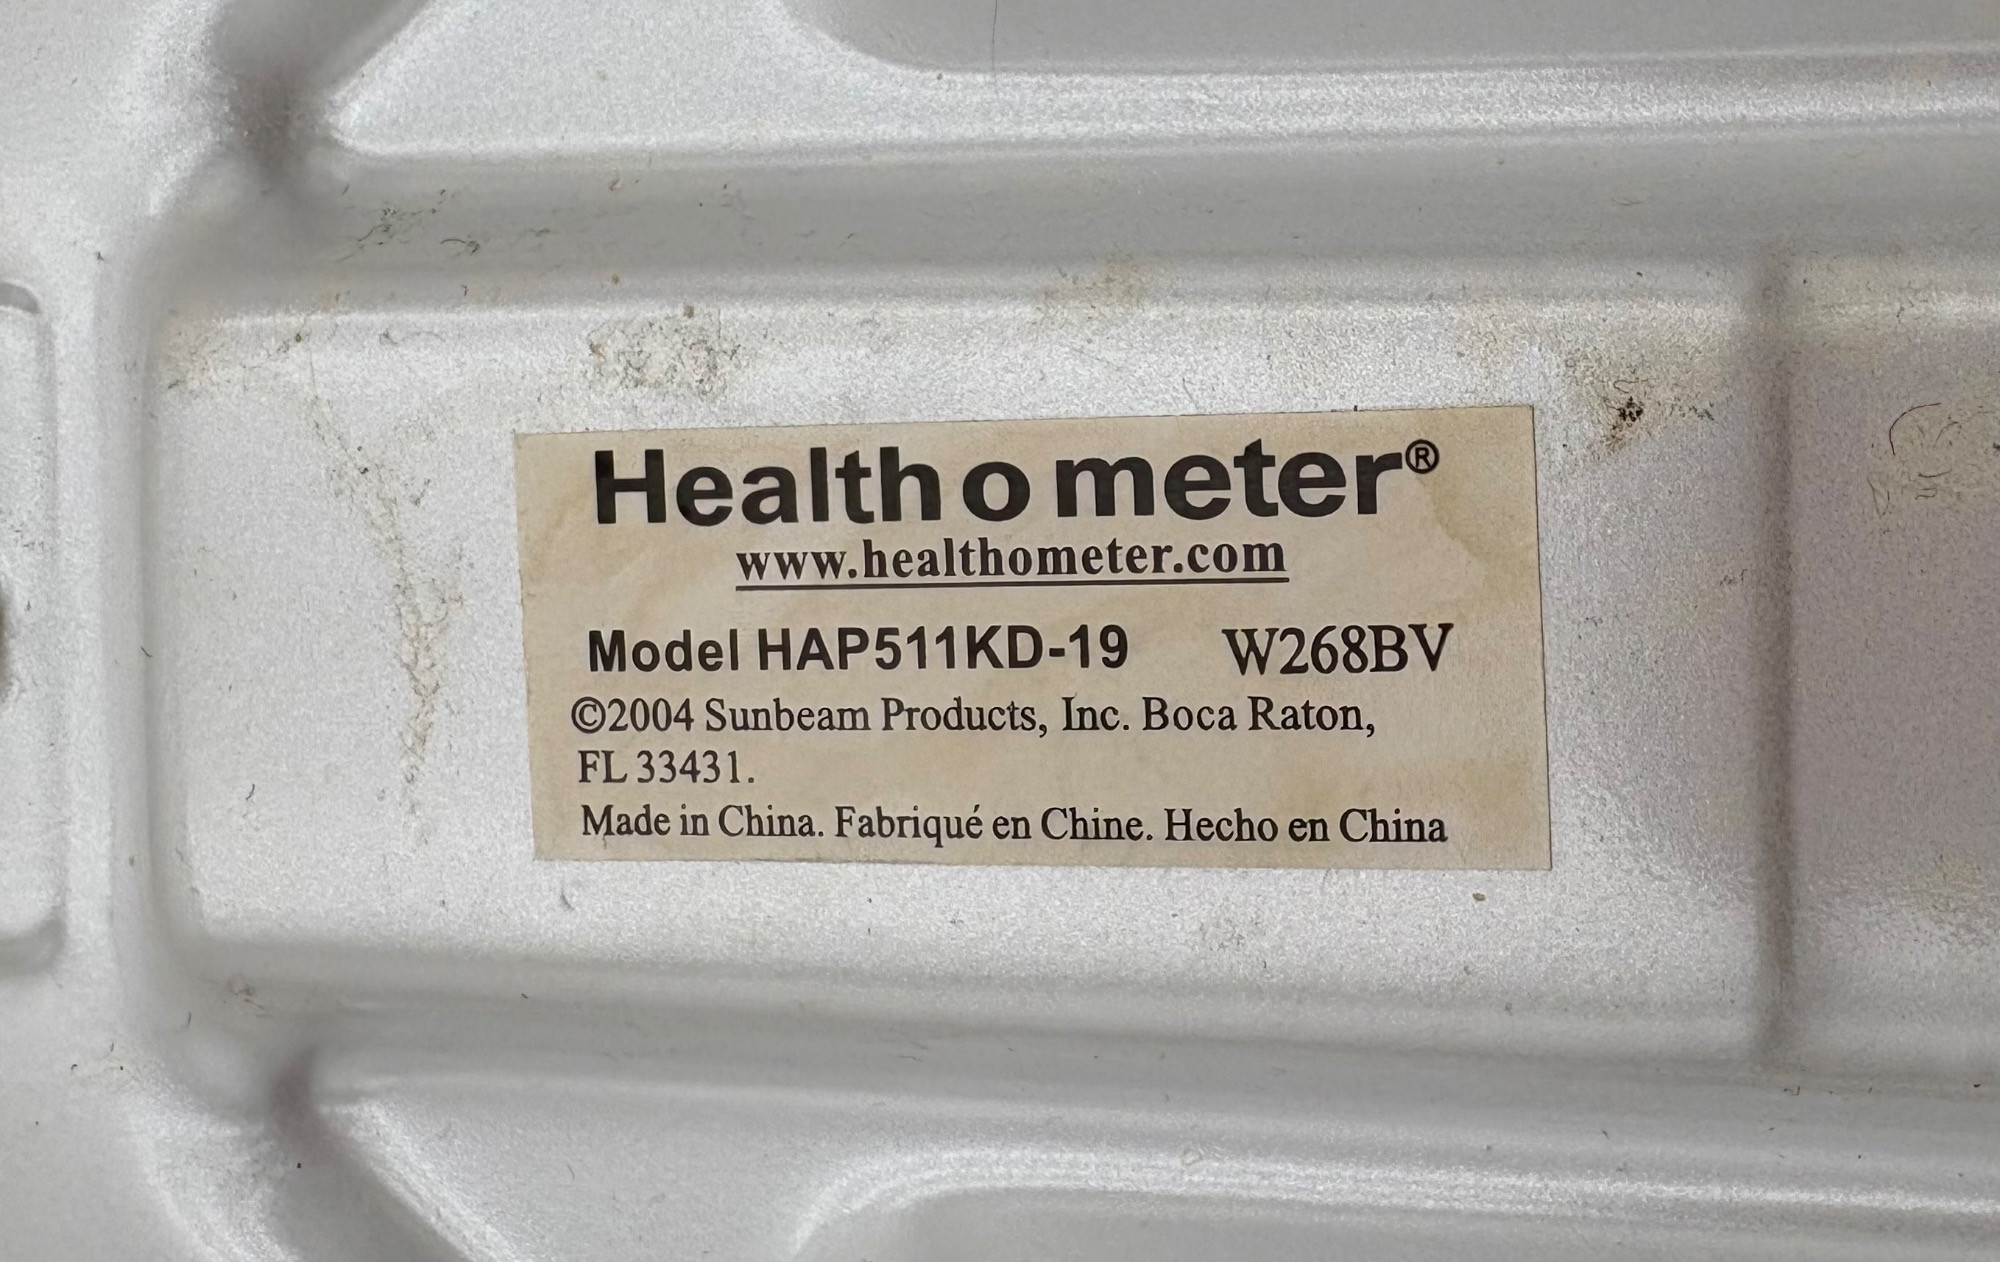 Health o meter®
www.healthometer.com
Model HAP511KD-19 W268BV
©2004 Sunbeam Products, Inc. Boca Raton,
FL 33431.
Made in China. Fabriqué en Chine. Hecho en China